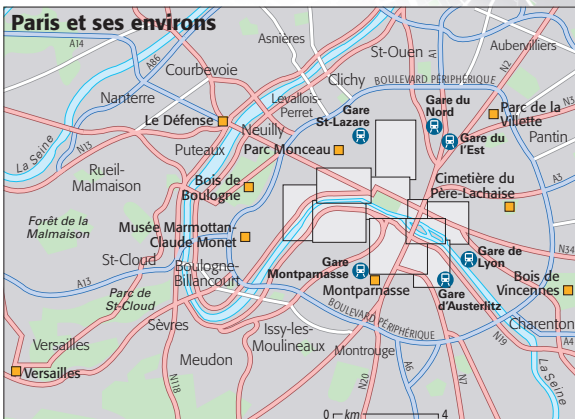 Paris et ses environs
A14
A86
Asnières
St-Ouen
A1
Aubervilliers
N2
Courbevoie
Clichy
BOULEVARD PÉRIPHÉRIQUE
Nanterre
Levallois-
Perret
Gare
St-Lazare
Gare du
Nord
N3
Parc de la
Villette
Le Défense
Neuilly
La Seine
N13
Puteaux
Parc Monceau
Gare du
l'Est
Pantin
N13
Rueil-
Malmaison
Bois de
Boulogne
Cimetière du
Père-Lachaise
A3
Forêt de la
Malmaison
Musée Marmottan-
Claude Monet
N34
St-Cloud
Boulogne-
Billancourt
Gare
Montparnasse
Gare de
Lyon
A13
Montparnasse
Gare
d'Austerlitz
Bois de
Vincennes
Parc de
St-Cloud
BOULEVARD PÉRIPHÉRIQUE
Sèvres
Issy-les-
Moulineaux
Charenton
Versailles
Montrouge
N19
A4
Meudon
A6
Versailles
N118
N20
N7
La Seine
0 km 4